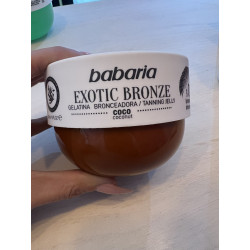 babaria
EXOTIC BRONZE
GELATINA BRONCEADORA / TANNING JELLY
COCO
coconut